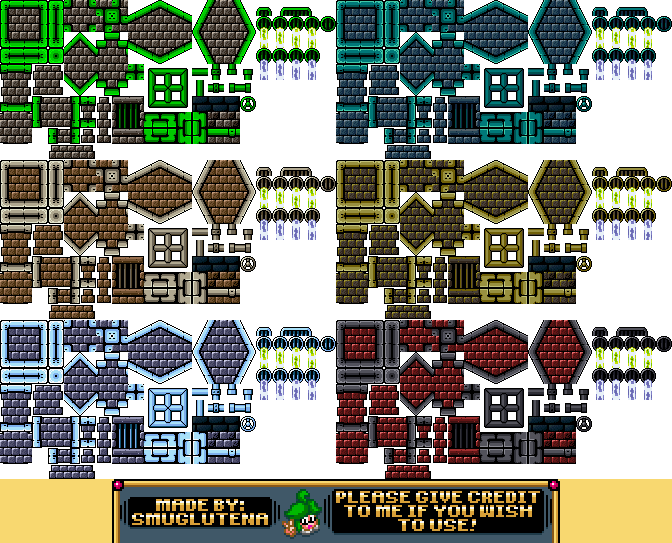 MADE BY:
SMUGLUTENA
PLEASE GIVE CREDIT
TO ME IF YOU WISH
TO USE!